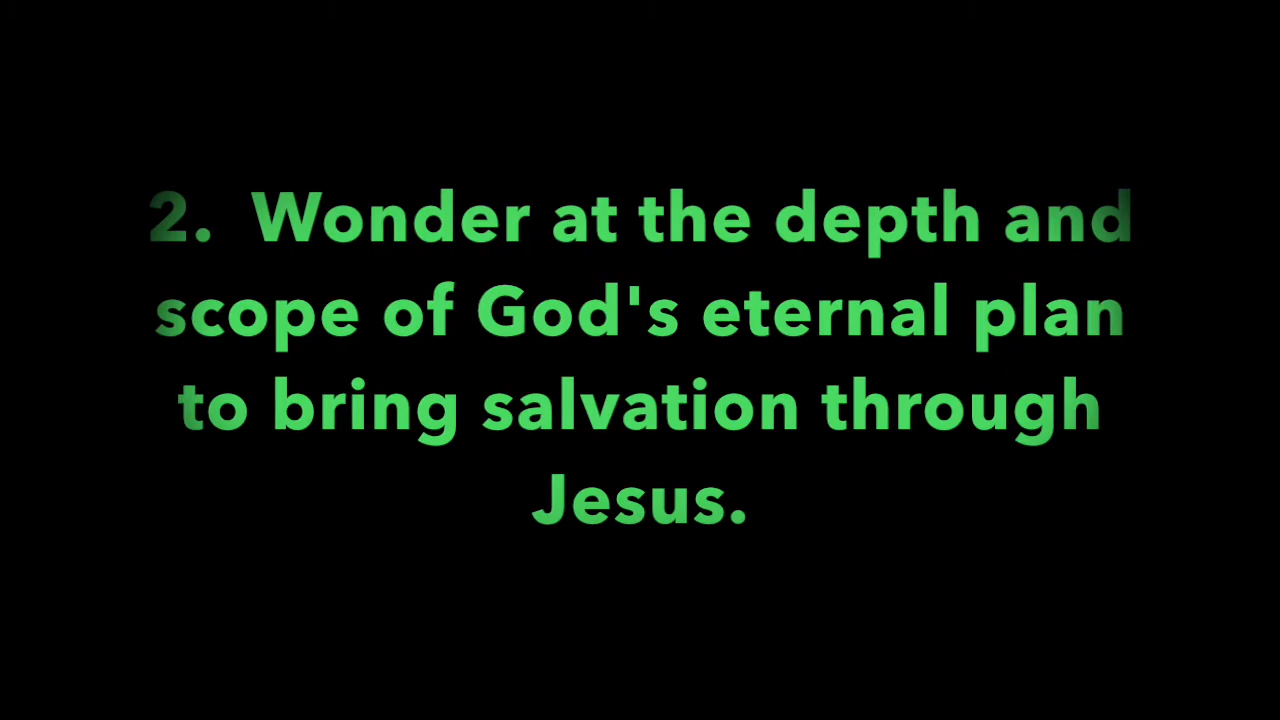 2.  Wonder at the depth and
scope of God's eternal plan
to bring salvation through
Jesus.